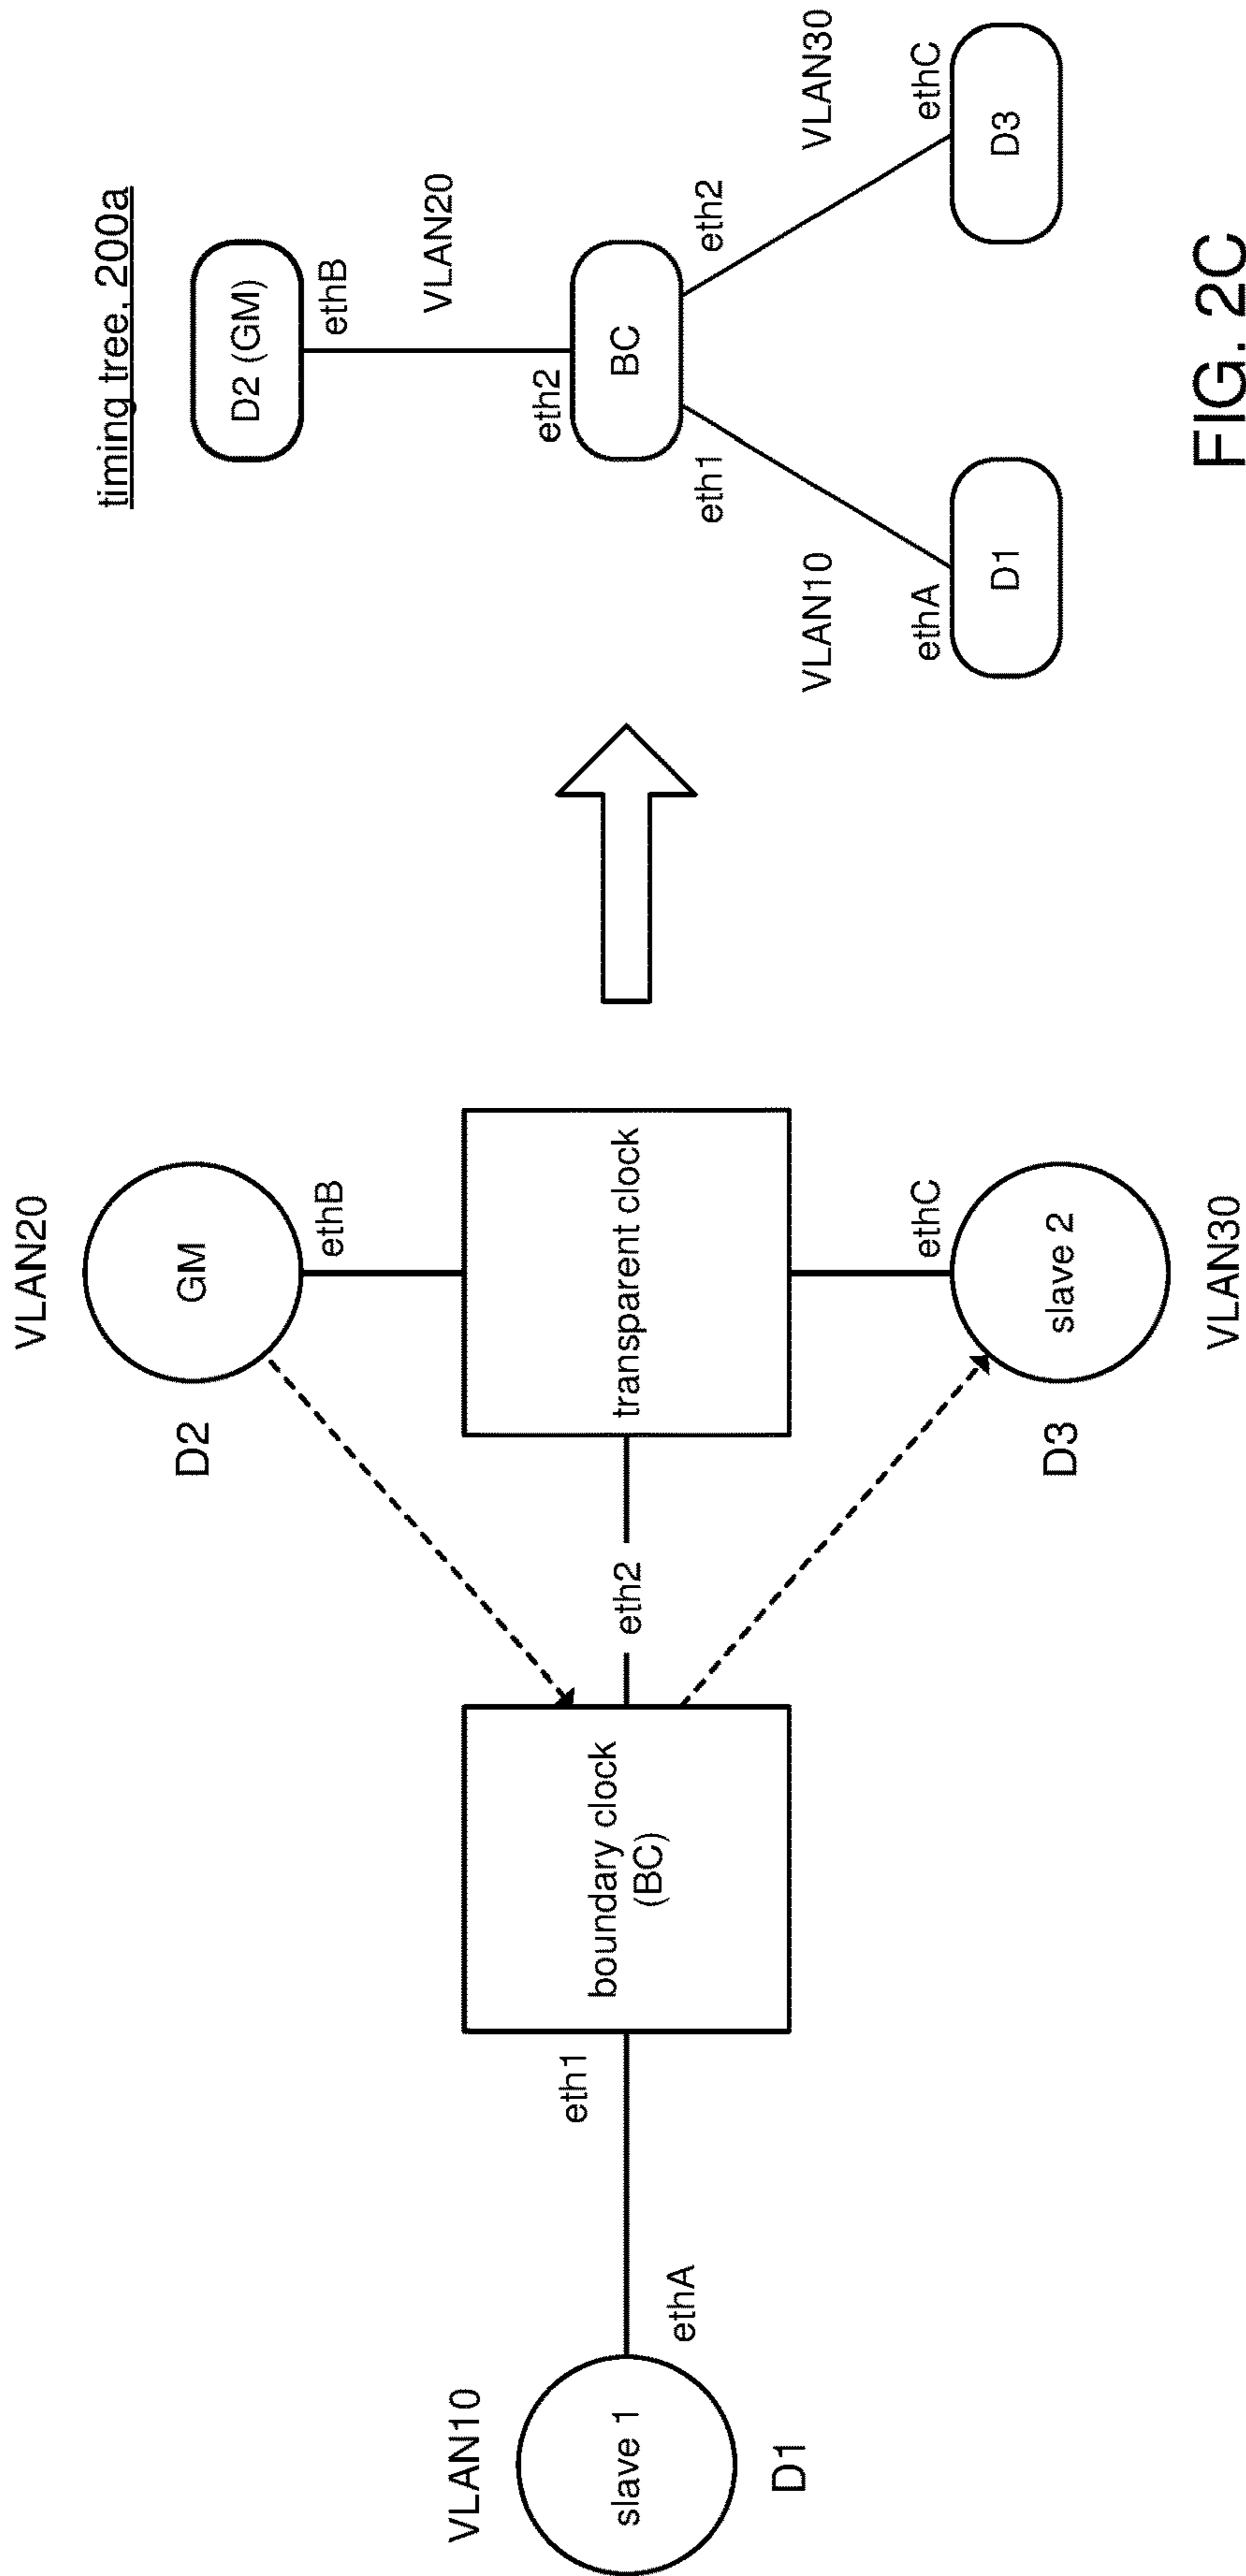 VLAN10
slave 1
D1
ethA
eth1
boundary clock
(BC)
eth2
VLAN20
D2
GM
ethB
transparent clock
ethC
D3
slave 2
VLAN30
timing tree, 200a
D2 (GM)
ethB
VLAN20
eth2
BC
eth1
eth2
VLAN10
VLAN30
ethA
ethC
D1
D3
FIG. 2C